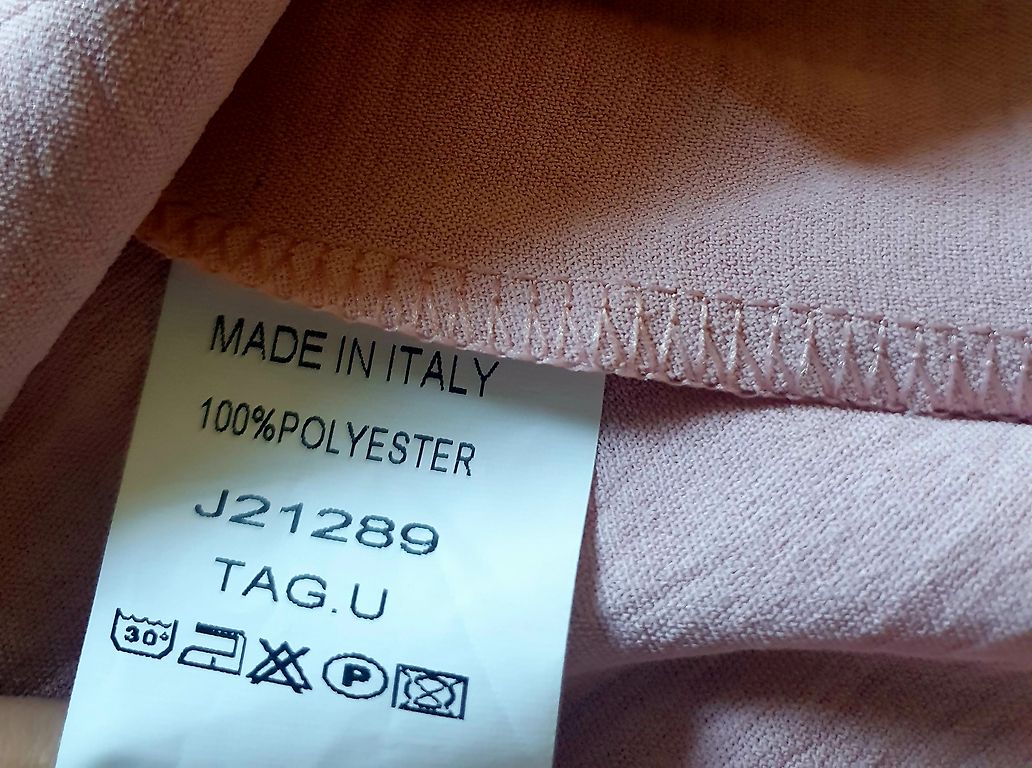 MADE IN ITALY
100%POLYESTER
J21289
TAG.U
30° P